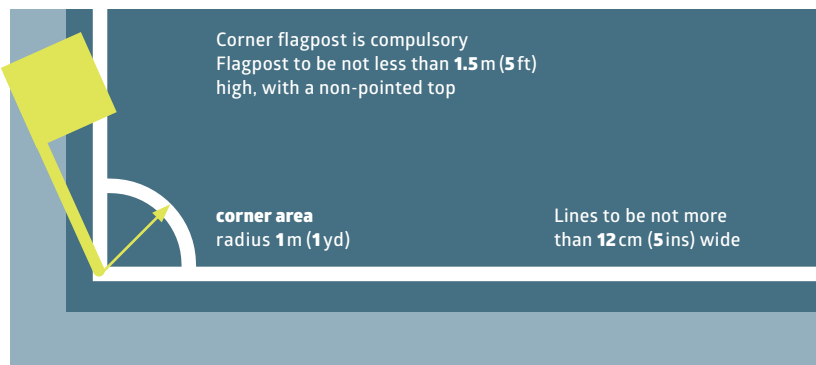 Corner flagpost is compulsory
Flagpost to be not less than 1.5 m (5 ft)
high, with a non-pointed top
corner area
radius 1 m (1 yd)
Lines to be not more
than 12 cm (5 ins) wide